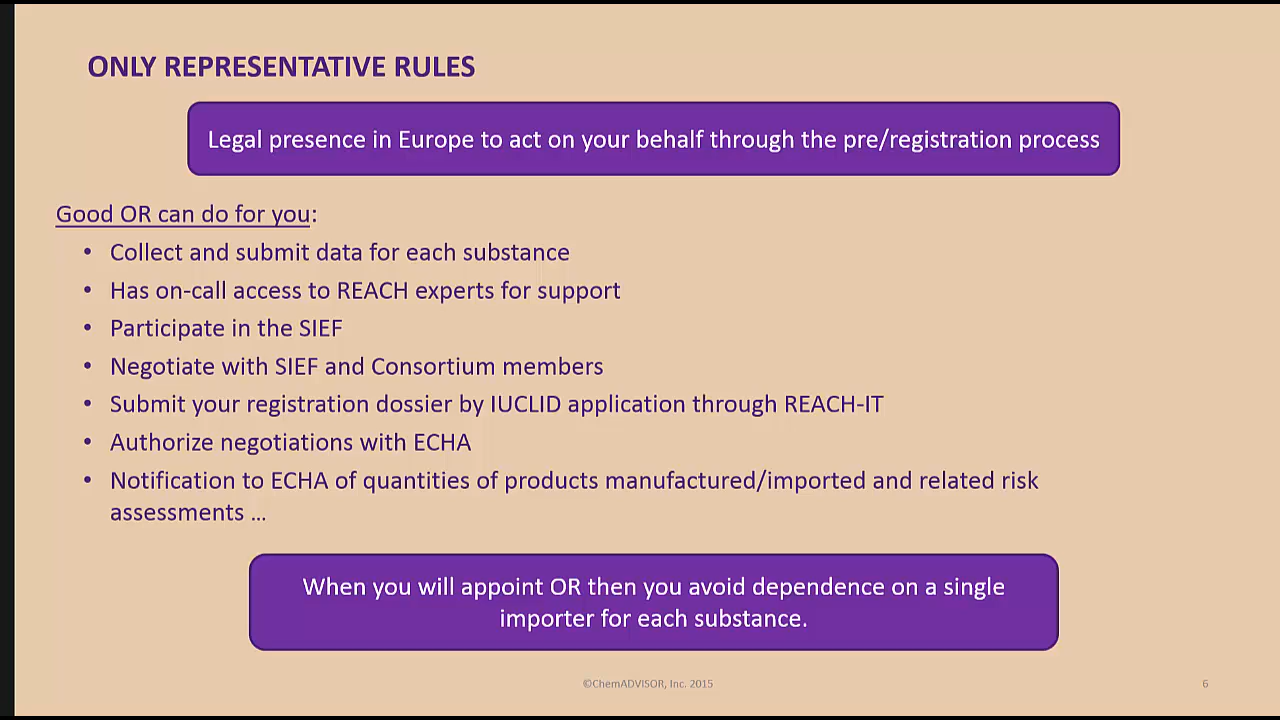 ONLY REPRESENTATIVE RULES
Legal presence in Europe to act on your behalf through the pre/registration process
Good OR can do for you:
• Collect and submit data for each substance
• Has on-call access to REACH experts for support
• Participate in the SIEF
• Negotiate with SIEF and Consortium members
• Submit your registration dossier by IUCLID application through REACH-IT
• Authorize negotiations with ECHA
• Notification to ECHA of quantities of products manufactured/imported and related risk
assessments …
When you will appoint OR then you avoid dependence on a single
importer for each substance.
©ChemADVISOR, Inc. 2015
6